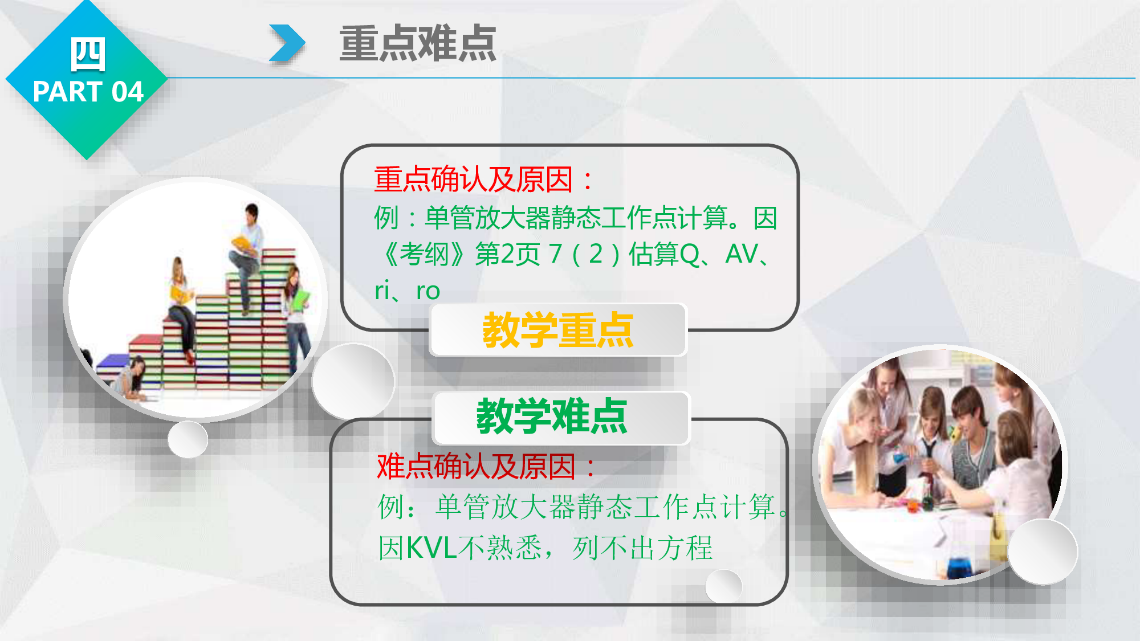 四
PART 04
重点难点
重点确认及原因：
例：单管放大器静态工作点计算。因
《考纲》第2页 7（2）估算Q、AV、
ri、ro
教学重点
教学难点
难点确认及原因：
例：单管放大器静态工作点计算。
因KVL不熟悉，列不出方程